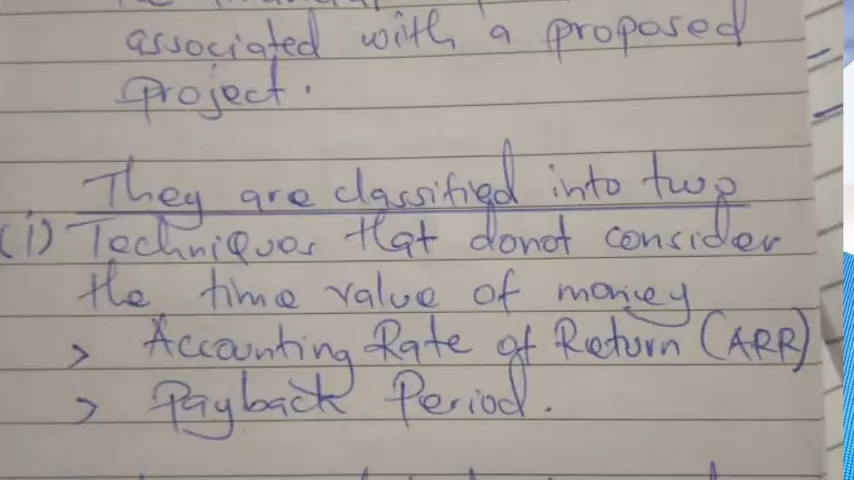 associated with a proposed
project.
They are classified into two
(i) Techniques that donot consider
the time value of money
> Accounting Rate of Return (ARR)
> Payback Period.